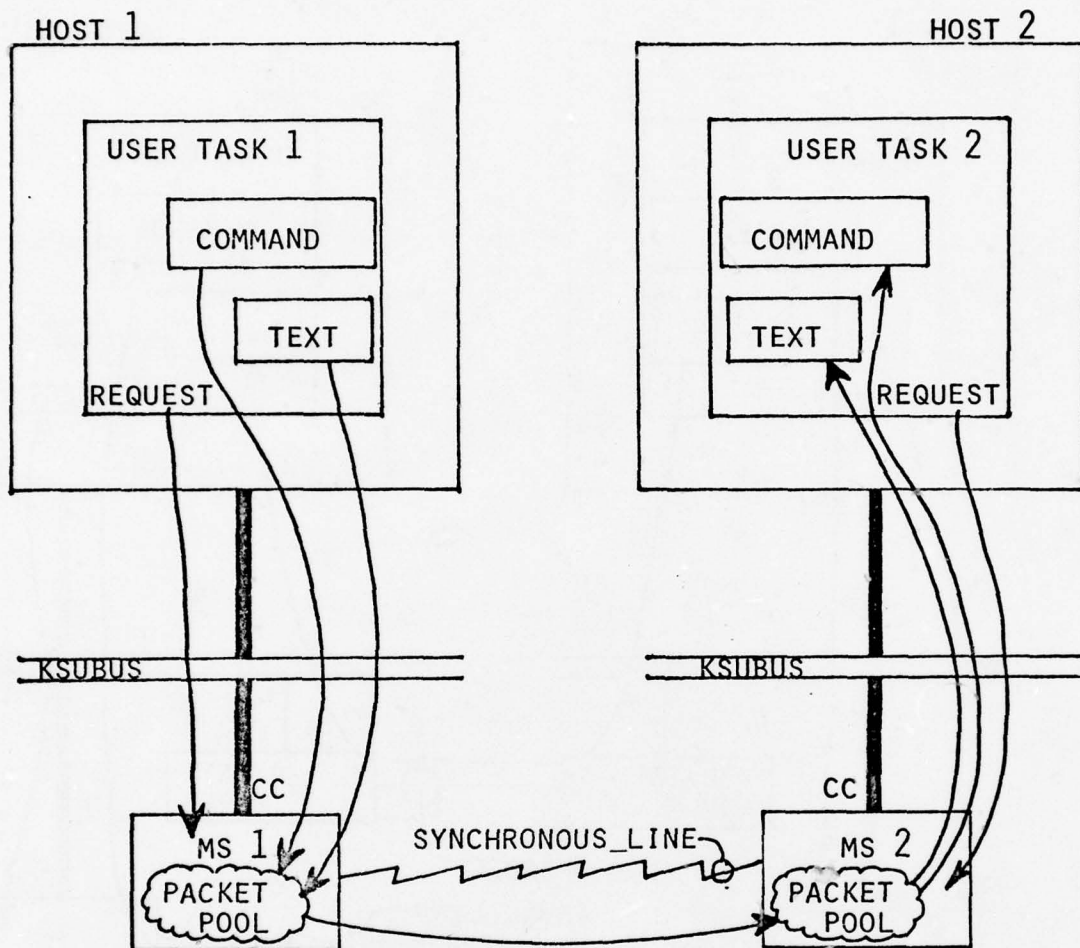 HOST 1
HOST 2
USER TASK 1
USER TASK 2
COMMAND
COMMAND
TEXT
TEXT
REQUEST
REQUEST
KSUBUS
KSUBUS
CC
CC
SYNCHRONOUS_LINE
MS 1
MS 2
PACKET
POOL
PACKET
POOL